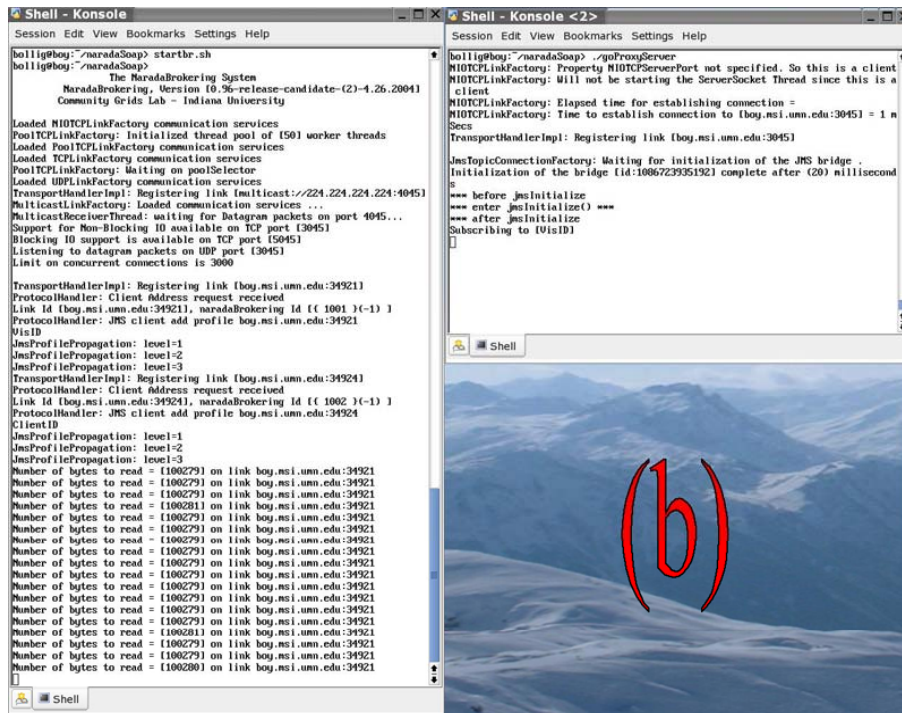 Shell - Konsole
Session Edit View Bookmarks Settings Help
bollig@boy:~/naradaSoap> startbr.sh
bollig@boy:~/naradaSoap>
The NaradaBrokering System
NaradaBrokering, Version [0.96-release-candidate-(2)-4.26.2004]
Community Grids Lab - Indiana University
Loaded NIOTCPLinkFactory communication services
PoolTCPLinkFactory: Initialized thread pool of [50] worker threads
Loaded PoolTCPLinkFactory communication services
Loaded TCPLinkFactory communication services
PoolTCPLinkFactory: Waiting on poolSelector
Loaded UDPLinkFactory communication services
TransportHandlerImpl: Registering link [multicast://224.224.224.224:4045]
MulticastLinkFactory: Loaded communication services ...
MulticastReceiverThread: waiting for Datagram packets on port 4045...
Support for Non-Blocking IO available on TCP port [3045]
Blocking IO support is available on TCP port [5045]
Listening to datagram packets on UDP port [3045]
Limit on concurrent connections is 3000
TransportHandlerImpl: Registering link [boy.msi.umn.edu:34921]
ProtocolHandler: Client Address request received
Link Id [boy.msi.umn.edu:34921], naradaBrokering Id [( 1001 )(-1) ]
ProtocolHandler: JMS client add profile boy.msi.umn.edu:34921
VisID
JmsProfilePropagation: level=1
JmsProfilePropagation: level=2
JmsProfilePropagation: level=3
TransportHandlerImpl: Registering link [boy.msi.umn.edu:34924]
ProtocolHandler: Client Address request received
Link Id [boy.msi.umn.edu:34924], naradaBrokering Id [( 1002 )(-1) ]
ProtocolHandler: JMS client add profile boy.msi.umn.edu:34924
ClientID
JmsProfilePropagation: level=1
JmsProfilePropagation: level=2
JmsProfilePropagation: level=3
Number of bytes to read = [100279] on link boy.msi.umn.edu:34921
Number of bytes to read = [100279] on link boy.msi.umn.edu:34921
Number of bytes to read = [100279] on link boy.msi.umn.edu:34921
Number of bytes to read = [100281] on link boy.msi.umn.edu:34921
Number of bytes to read = [100279] on link boy.msi.umn.edu:34921
Number of bytes to read = [100279] on link boy.msi.umn.edu:34921
Number of bytes to read = [100279] on link boy.msi.umn.edu:34921
Number of bytes to read = [100279] on link boy.msi.umn.edu:34921
Number of bytes to read = [100279] on link boy.msi.umn.edu:34921
Number of bytes to read = [100279] on link boy.msi.umn.edu:34921
Number of bytes to read = [100279] on link boy.msi.umn.edu:34921
Number of bytes to read = [100279] on link boy.msi.umn.edu:34921
Number of bytes to read = [100279] on link boy.msi.umn.edu:34921
Number of bytes to read = [100279] on link boy.msi.umn.edu:34921
Number of bytes to read = [100281] on link boy.msi.umn.edu:34921
Number of bytes to read = [100279] on link boy.msi.umn.edu:34921
Number of bytes to read = [100279] on link boy.msi.umn.edu:34921
Number of bytes to read = [100280] on link boy.msi.umn.edu:34921
Shell
Shell - Konsole <2>
Session Edit View Bookmarks Settings Help
bollig@boy:~/naradaSoap> ./goProxyServer
NIOTCPLinkFactory: Property NIOTCPServerPort not specified. So this is a client
NIOTCPLinkFactory: Will not be starting the ServerSocket Thread since this is a
client
NIOTCPLinkFactory: Elapsed time for establishing connection =
NIOTCPLinkFactory: Time to establish connection to [boy.msi.umn.edu:3045] = 1 m
Secs
TransportHandlerImpl: Registering link [boy.msi.umn.edu:3045]
JmsTopicConnectionFactory: Waiting for initialization of the JMS bridge .
Initialization of the bridge [id:1086723935192] complete after (20) millisecond
s
*** before jmsInitialize
*** enter jmsInitialize() ***
*** after jmsInitialize
Subscribing to [VisID]
Shell
(b)